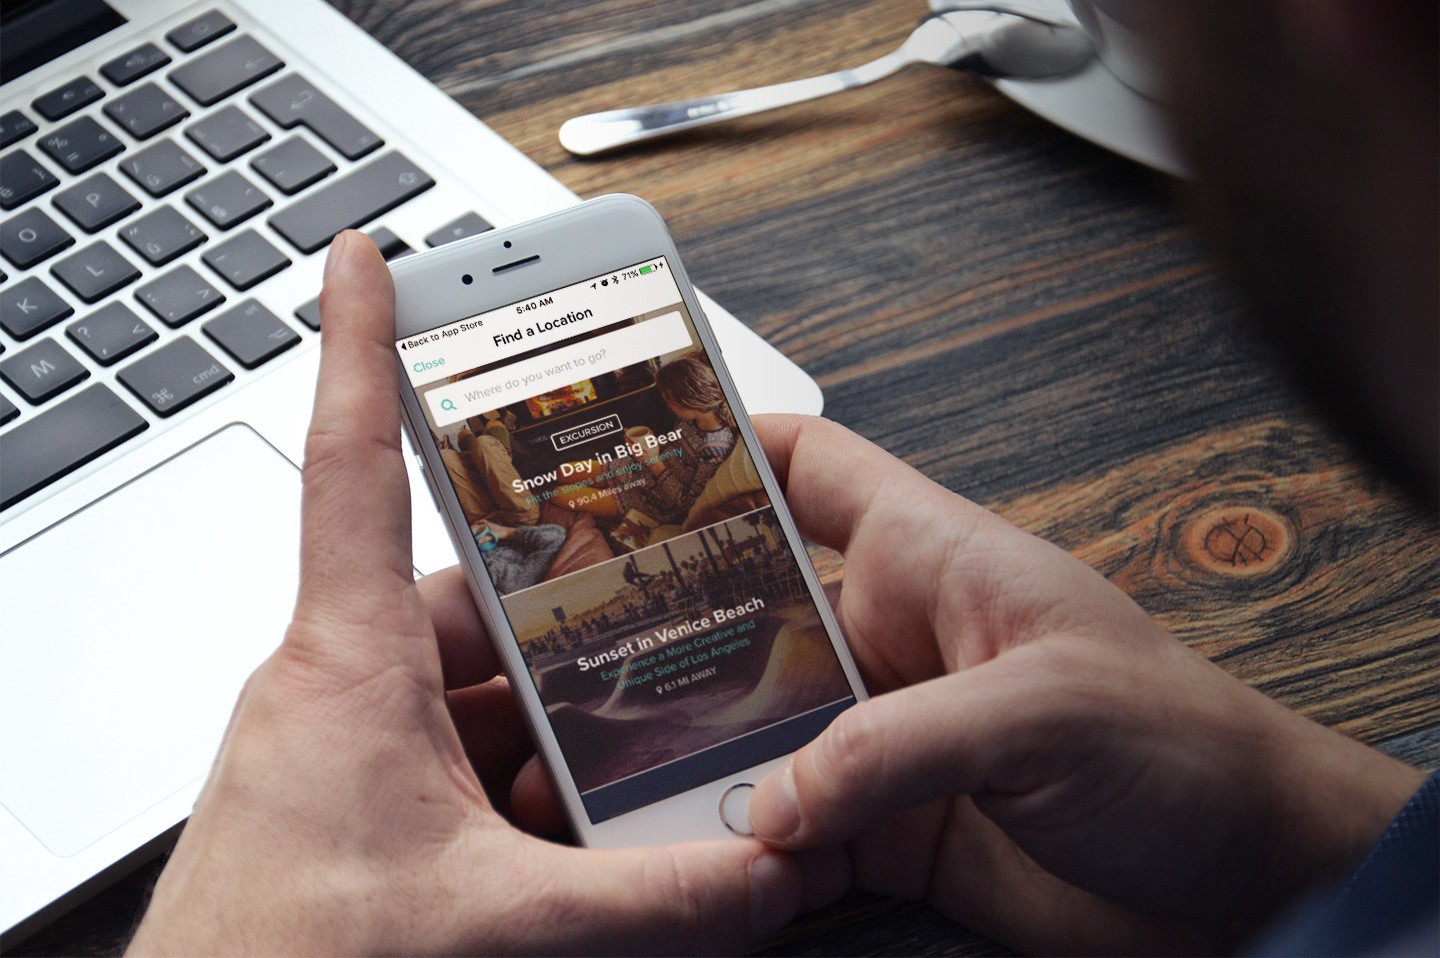 Back to App Store 5:40 AM 71%
Find a Location
Close
Where do you want to go?
EXCURSION
Snow Day in Big Bear
Hit the slopes and enjoy serenity
90.4 Miles away
Sunset in Venice Beach
Experience a More Creative and
Unique Side of Los Angeles
6.1 MI AWAY
%
P
O
L
K
? <
M
⌘ cmd